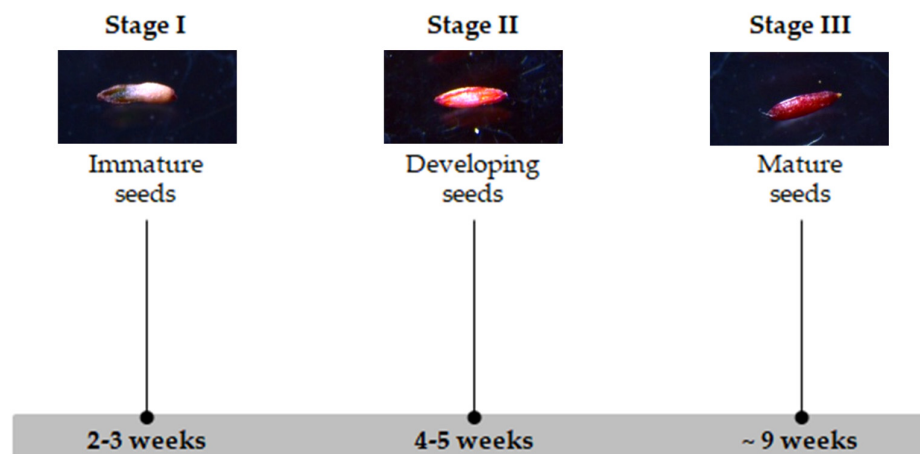 Stage I
Stage II
Stage III
Immature
seeds
Developing
seeds
Mature
seeds
2-3 weeks
4-5 weeks
~ 9 weeks